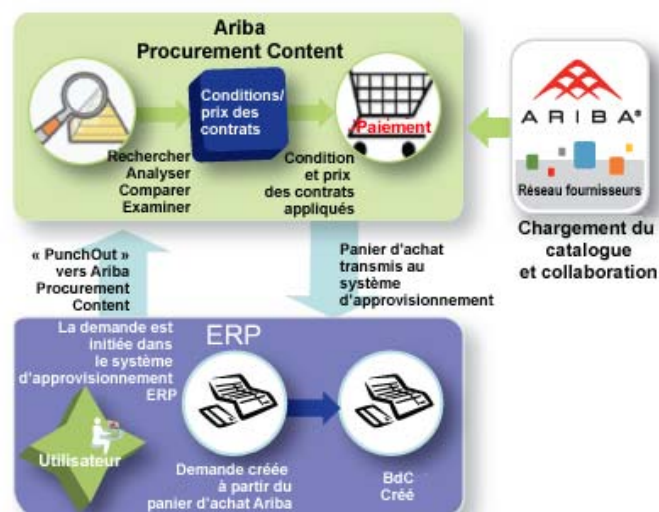 Ariba
Procurement Content
Conditions/
prix des
contrats
Paiement
Rechercher
Analyser
Comparer
Examiner
Condition
et prix
des contrats
appliqués
ARIBA®
Réseau fournisseurs
Chargement du
catalogue
et collaboration
« PunchOut »
vers Ariba
Procurement
Content
Panier d'achat
transmis au
système
d'approvisionnement
La demande est
initiée dans
le système
d'approvisionnement
ERP
Utilisateur
ERP
Demande créée
à partir du
panier d'achat Ariba
BdC
Créé